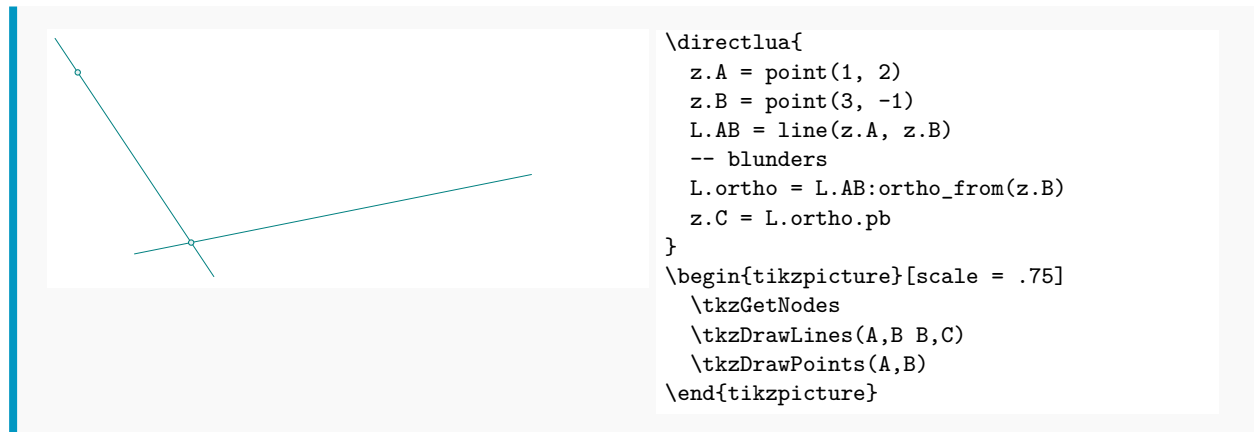 \directlua{
  z.A = point(1, 2)
  z.B = point(3, -1)
  L.AB = line(z.A, z.B)
  -- blunders
  L.ortho = L.AB:ortho_from(z.B)
  z.C = L.ortho.pb
}
\begin{tikzpicture}[scale = .75]
  \tkzGetNodes
  \tkzDrawLines(A,B B,C)
  \tkzDrawPoints(A,B)
\end{tikzpicture}